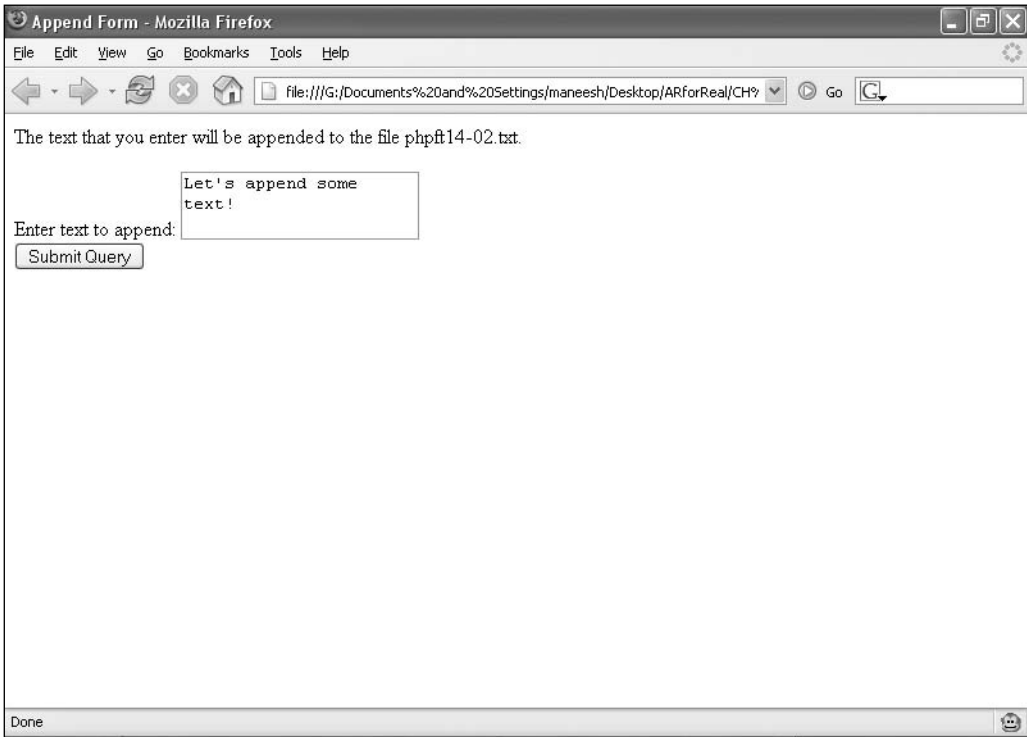 Append Form - Mozilla Firefox
File Edit View Go Bookmarks Tools Help
file:///G:/Documents%20and%20Settings/maneesh/Desktop/ARforReal/CH% Go G
The text that you enter will be appended to the file phpft14-02.txt.
Let's append some
text!
Enter text to append:
Submit Query
Done